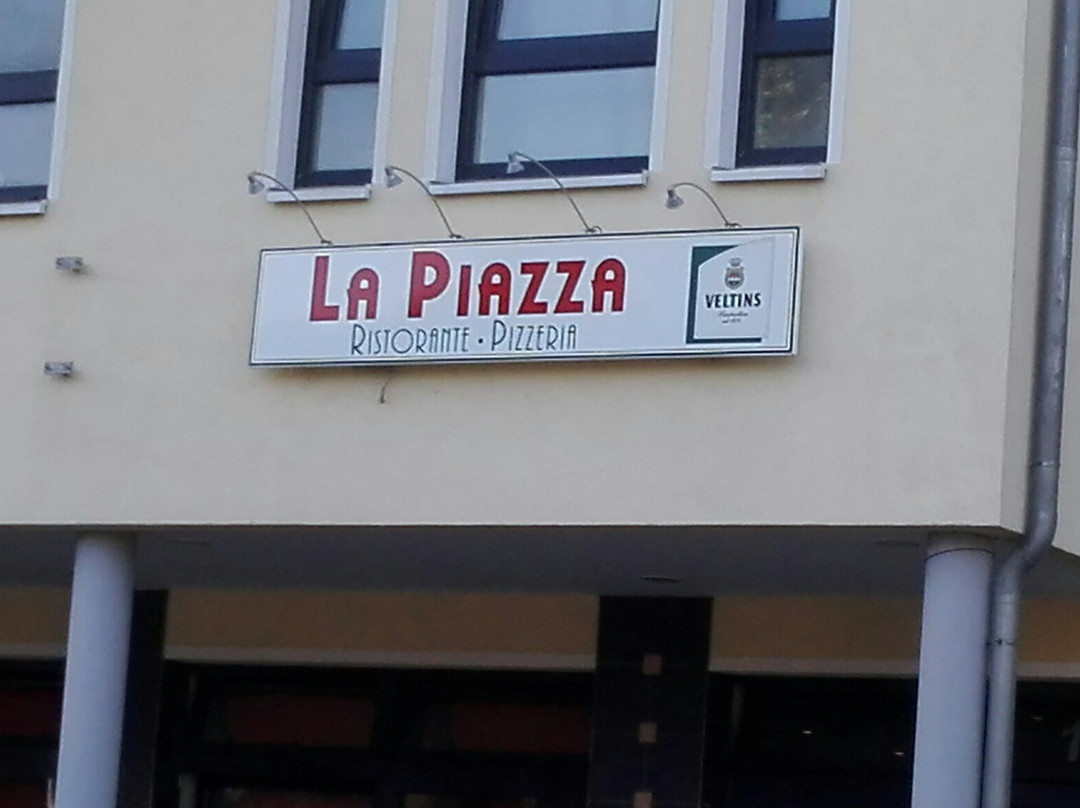 La Piazza
Ristorante · Pizzeria
VELTINS